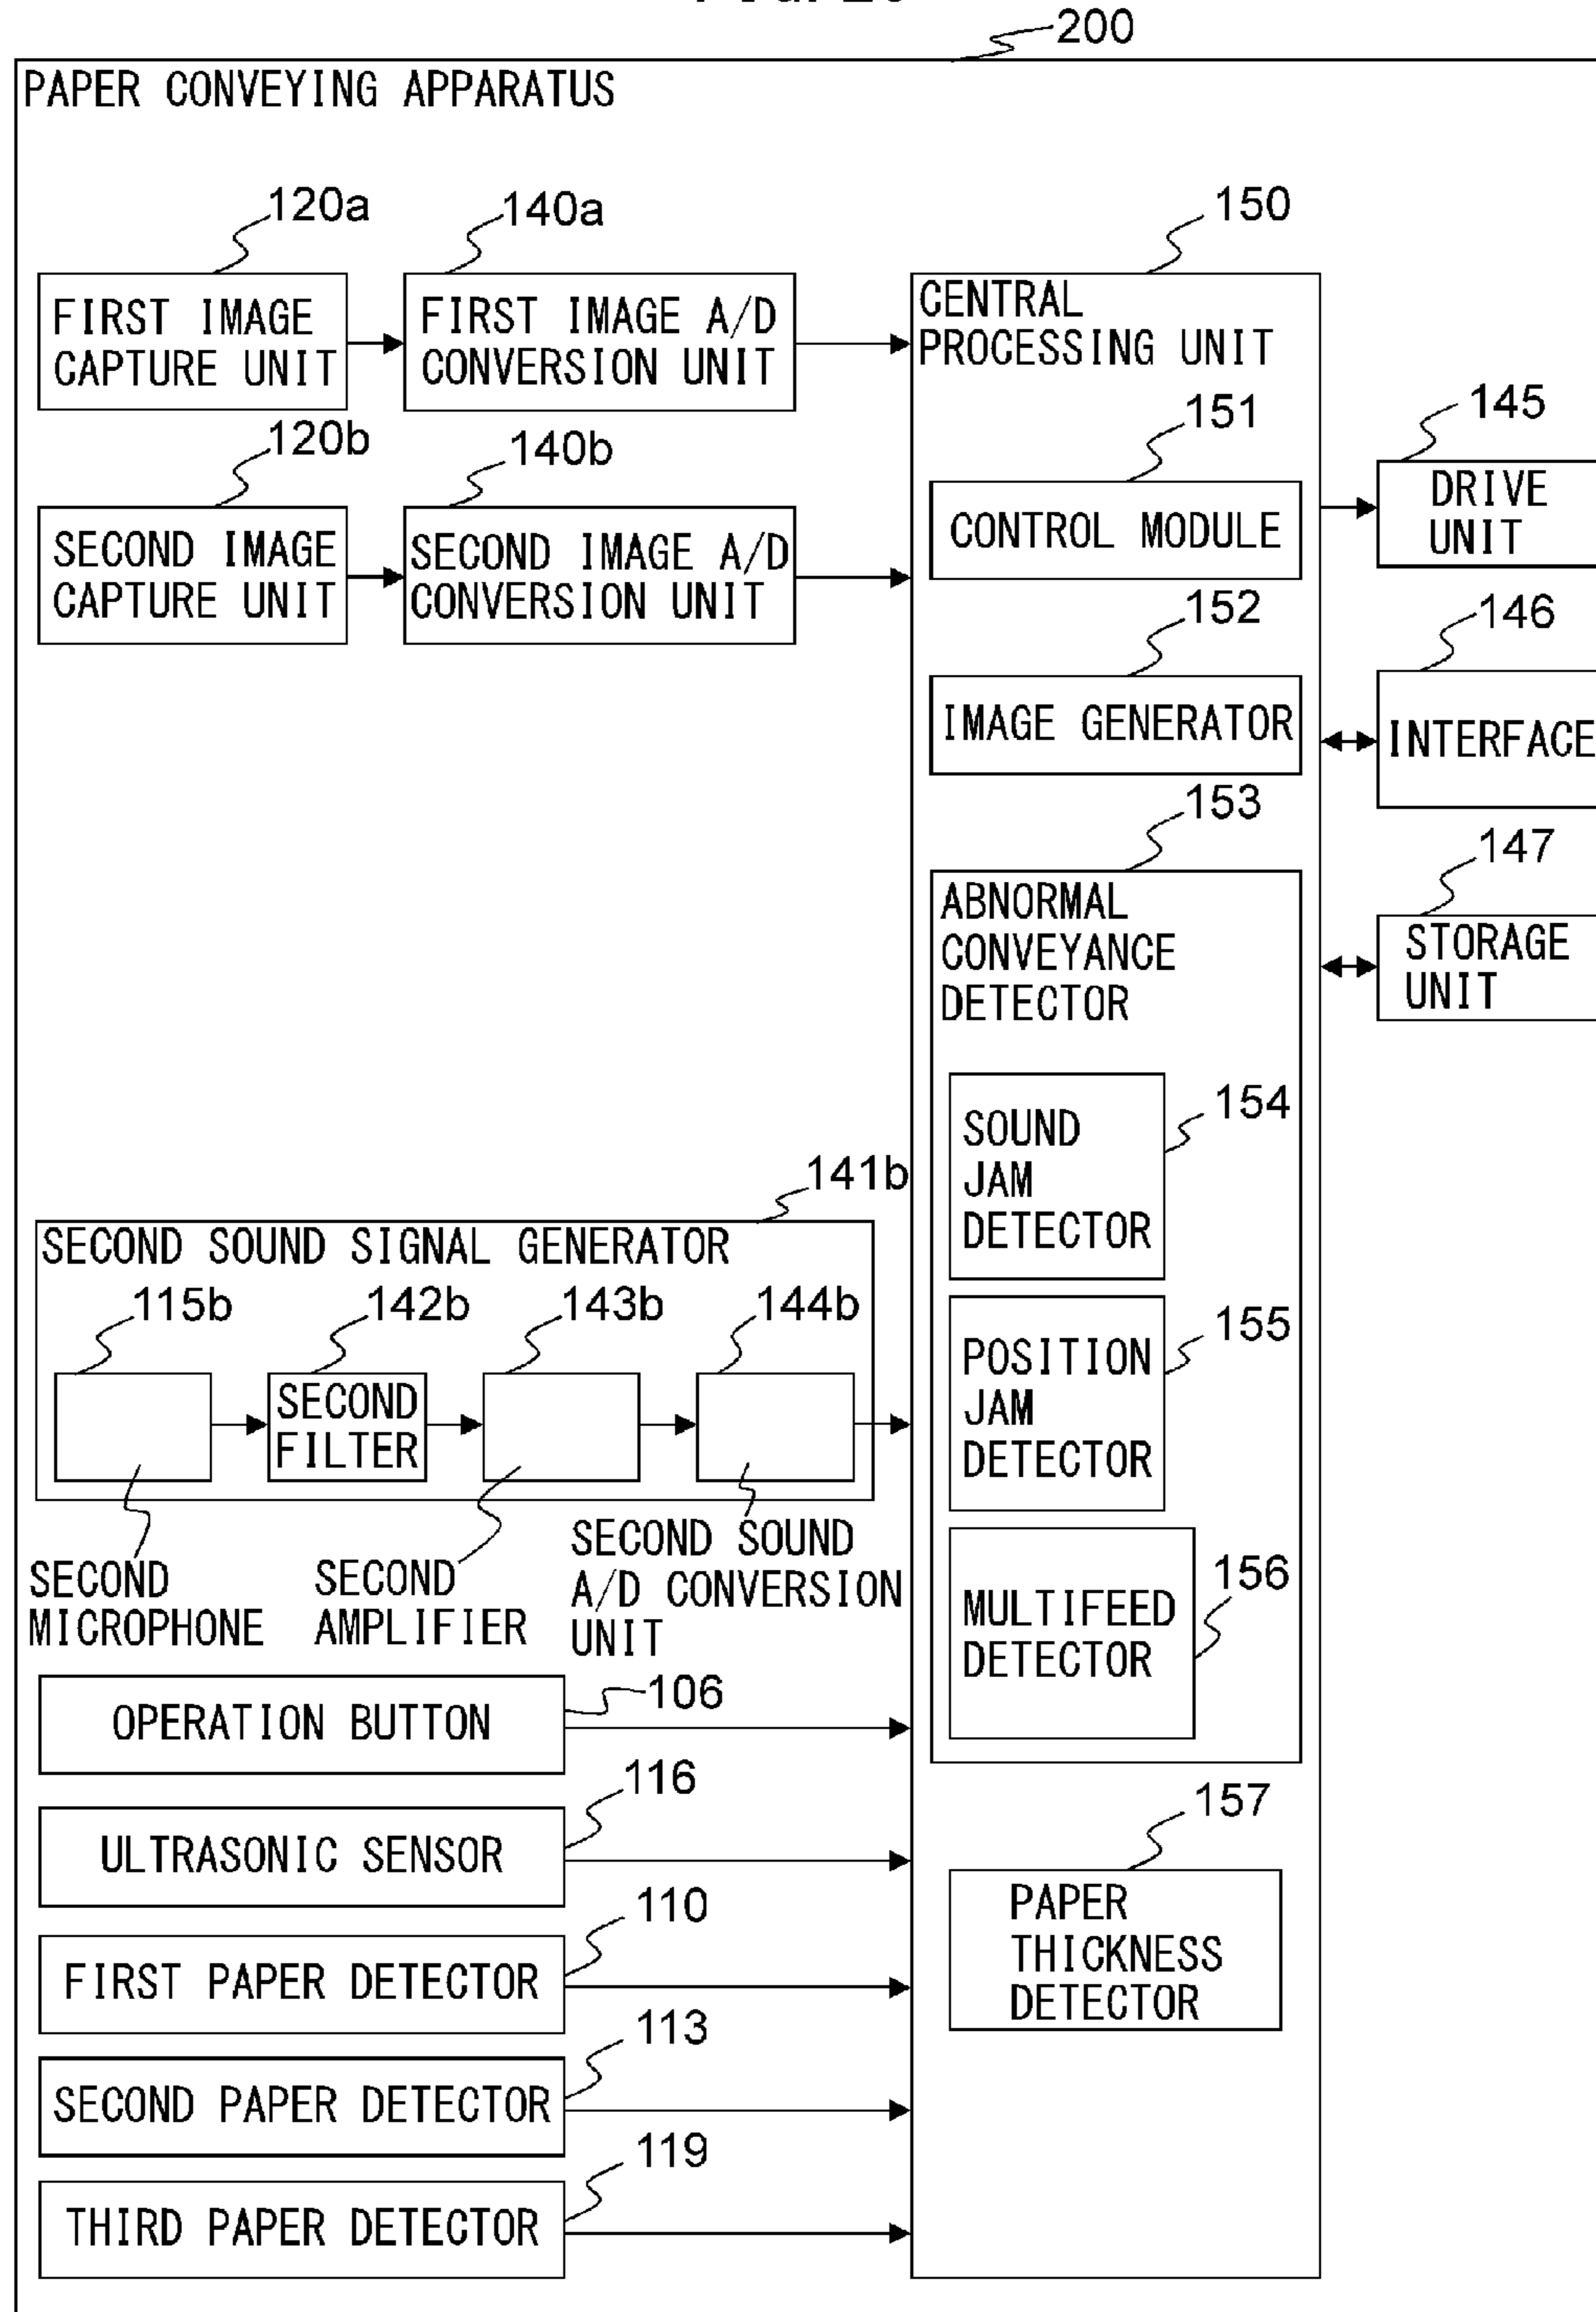 200
PAPER CONVEYING APPARATUS
120a
140a
150
FIRST IMAGE
CAPTURE UNIT
FIRST IMAGE A/D
CONVERSION UNIT
CENTRAL
PROCESSING UNIT
120b
140b
151
145
SECOND IMAGE
CAPTURE UNIT
SECOND IMAGE A/D
CONVERSION UNIT
CONTROL MODULE
DRIVE
UNIT
152
146
IMAGE GENERATOR
INTERFACE
153
147
ABNORMAL
CONVEYANCE
DETECTOR
STORAGE
UNIT
154
SOUND
JAM
DETECTOR
141b
SECOND SOUND SIGNAL GENERATOR
115b
142b
143b
144b
155
POSITION
JAM
DETECTOR
SECOND
FILTER
SECOND
MICROPHONE
SECOND
AMPLIFIER
SECOND SOUND
A/D CONVERSION
UNIT
156
MULTIFEED
DETECTOR
106
OPERATION BUTTON
116
ULTRASONIC SENSOR
157
PAPER
THICKNESS
DETECTOR
110
FIRST PAPER DETECTOR
113
SECOND PAPER DETECTOR
119
THIRD PAPER DETECTOR